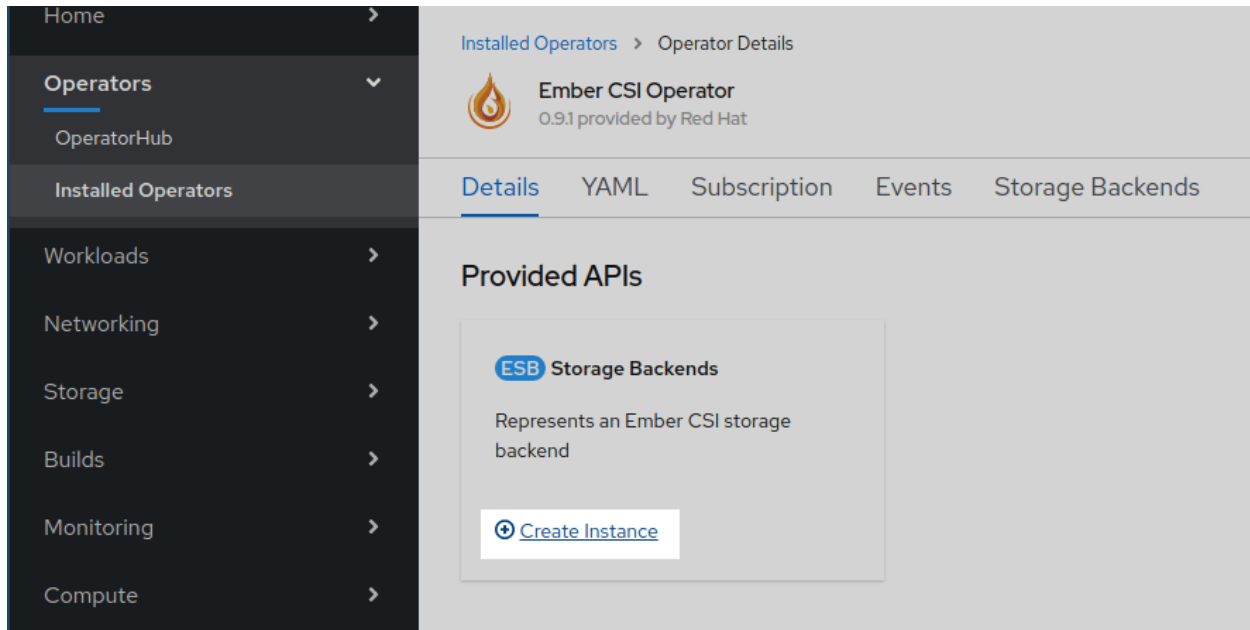 Home
Operators
OperatorHub
Installed Operators
Workloads
Networking
Storage
Builds
Monitoring
Compute
Installed Operators > Operator Details
Ember CSI Operator
0.9.1 provided by Red Hat
Details YAML Subscription Events Storage Backends
Provided APIs
ESB Storage Backends
Represents an Ember CSI storage
backend
Create Instance